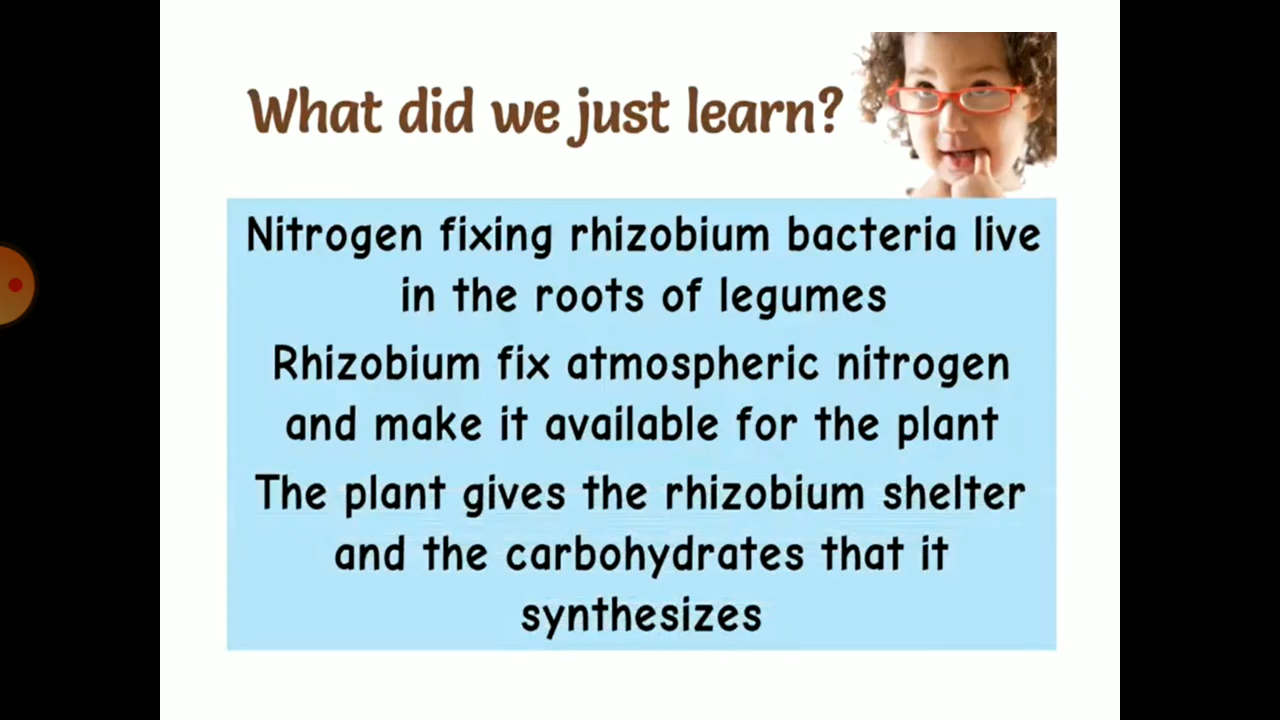 What did we just learn?
Nitrogen fixing rhizobium bacteria live
in the roots of legumes
Rhizobium fix atmospheric nitrogen
and make it available for the plant
The plant gives the rhizobium shelter
and the carbohydrates that it
synthesizes